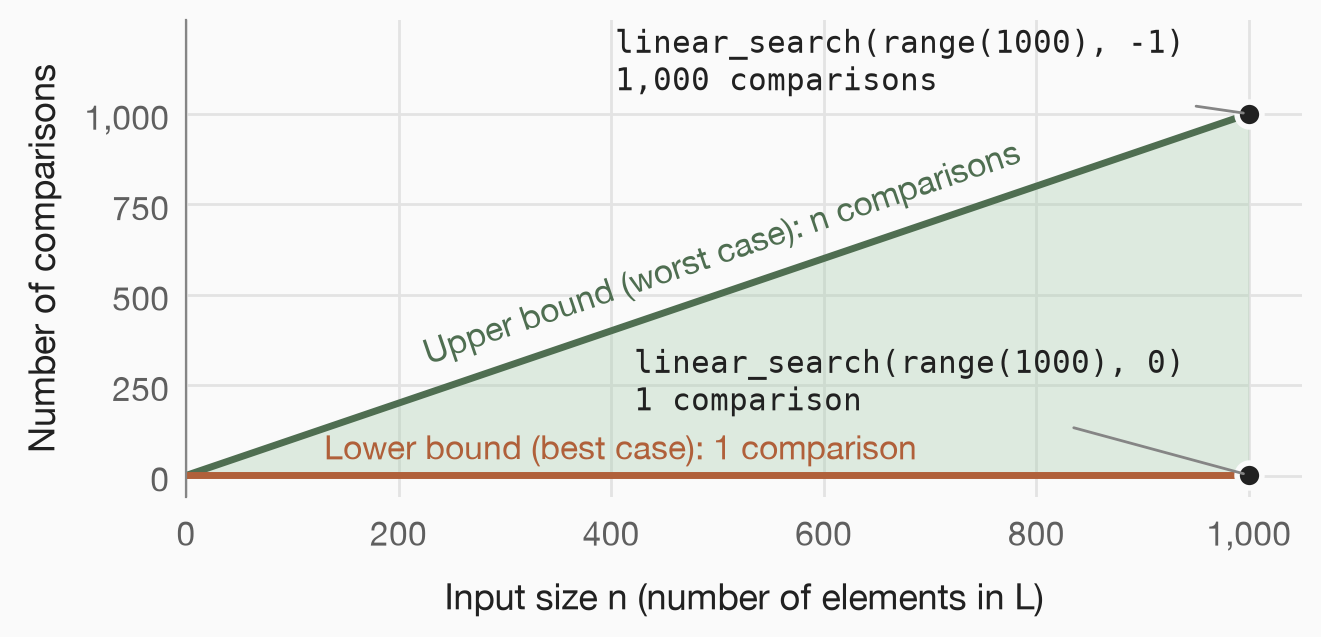 linear_search(range(1000), -1)
1,000 comparisons
Number of comparisons
1,000
750
500
250
0
Upper bound (worst case): n comparisons
linear_search(range(1000), 0)
1 comparison
Lower bound (best case): 1 comparison
0
200
400
600
800
1,000
Input size n (number of elements in L)